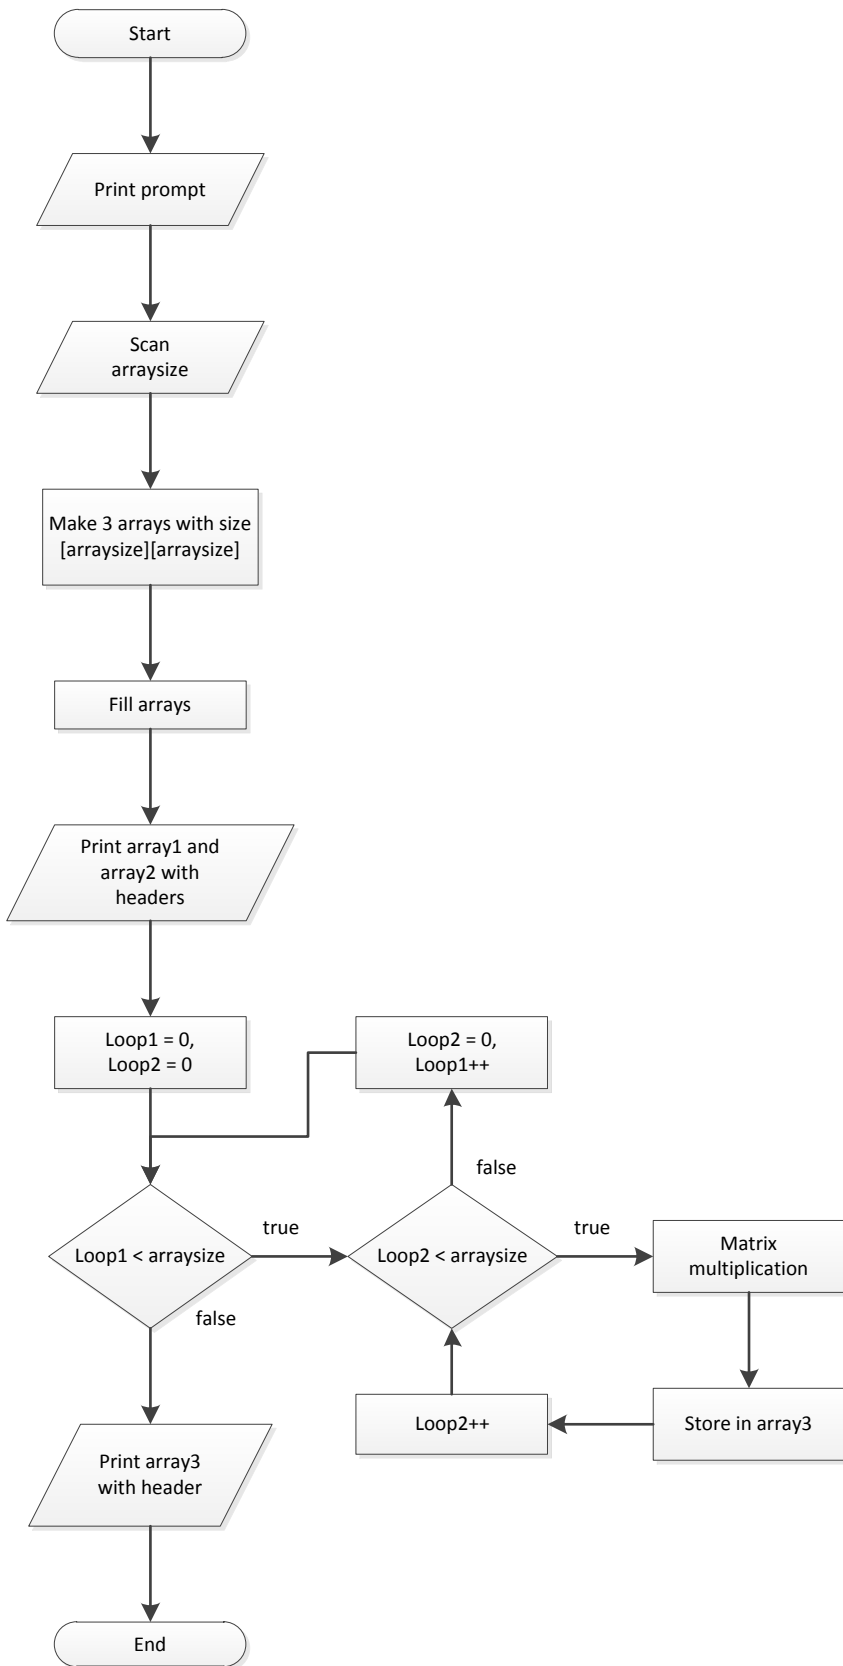 Start
Print prompt
Scan
arraysize
Make 3 arrays with size
[arraysize][arraysize]
Fill arrays
Print array1 and
array2 with
headers
Loop1 = 0,
Loop2 = 0
Loop2 = 0,
Loop1++
false
Loop1 < arraysize
true
Loop2 < arraysize
true
Matrix
multiplication
false
Loop2++
Store in array3
Print array3
with header
End